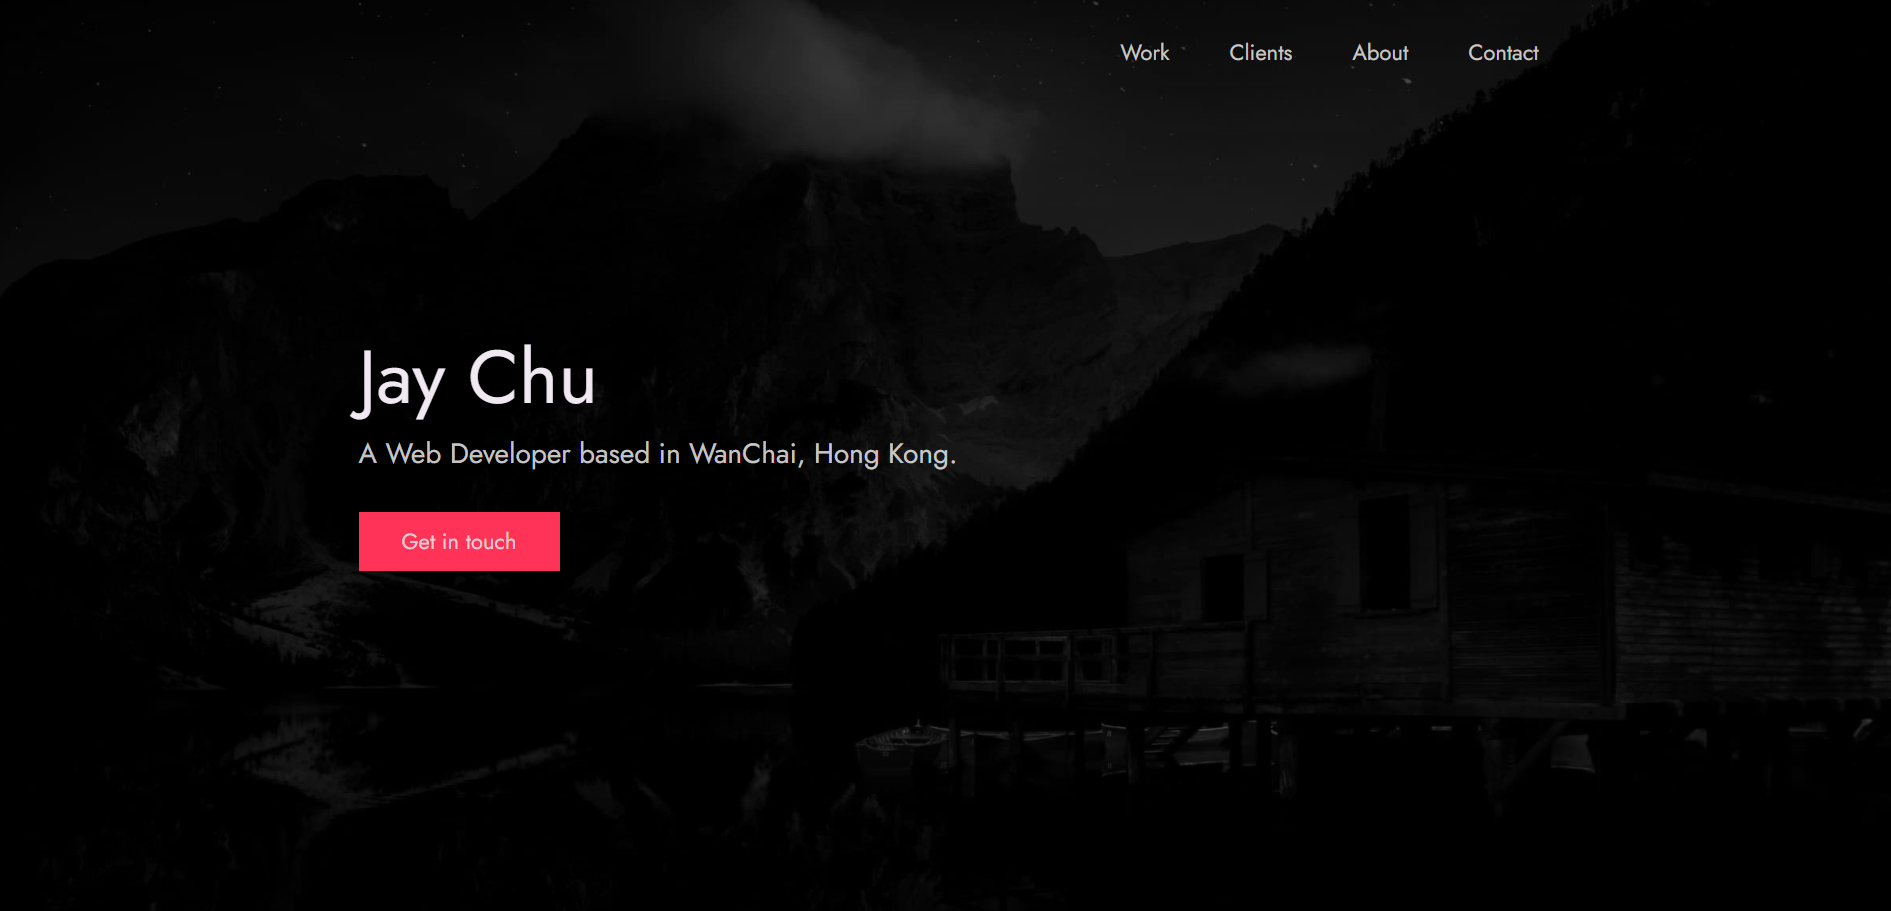 Work Clients About Contact
Jay Chu
A Web Developer based in WanChai, Hong Kong.
Get in touch